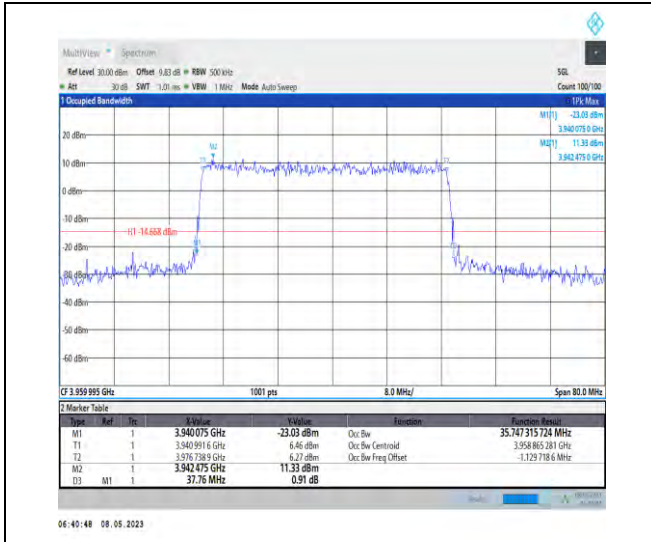 MultiView Spectrum
Ref Level 30.00 dBm Offset 9.83 dB RBW 500 kHz SGL
Att 30 dB SWT 1.01 ms VBW 1 MHz Mode Auto Sweep Count 100/100
1 Occupied Bandwidth 1Pk Max
M1[1] -23.03 dBm
3.940 075 0 GHz
M2[1] 11.33 dBm
3.942 475 0 GHz
20 dBm
M2
10 dBm
0 dBm
-10 dBm
H1 -14.668 dBm
-20 dBm
-30 dBm
-40 dBm
-50 dBm
-60 dBm
CF 3.959 995 GHz 1001 pts 8.0 MHz/ Span 80.0 MHz
2 Marker Table
Type Ref Trc X-Value Y-Value Function Function Result
M1 1 3.940 075 GHz -23.03 dBm Occ Bw 35.747 315 724 MHz
T1 1 3.940 991 6 GHz 6.46 dBm Occ Bw Centroid 3.958 865 281 GHz
T2 1 3.976 738 9 GHz 6.27 dBm Occ Bw Freq Offset -1.129 718 6 MHz
M2 1 3.942 475 GHz 11.33 dBm
D3 M1 1 37.76 MHz 0.91 dB
06:40:48 08.05.2023